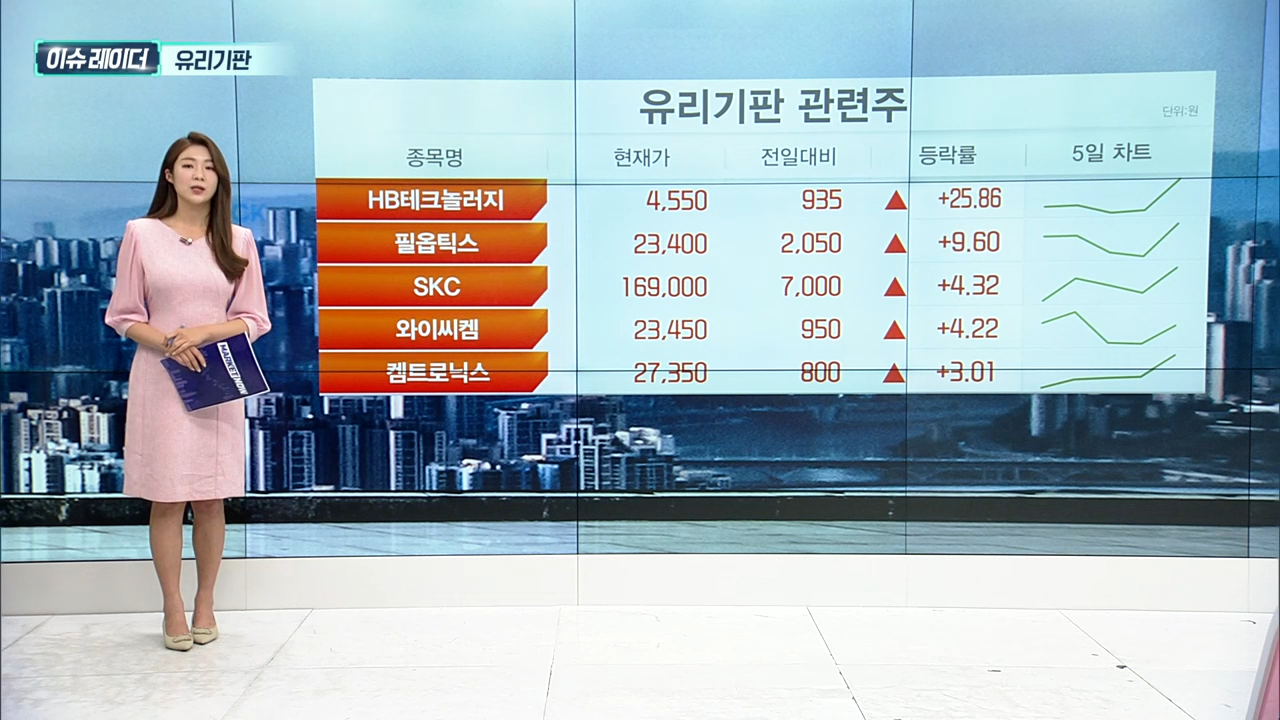 이슈 레이더 유리기판
유리기판 관련주
단위:원
종목명 현재가 전일대비 등락률 5일 차트
HB테크놀러지 4,550 935 ▲ +25.86
필옵틱스 23,400 2,050 ▲ +9.60
SKC 169,000 7,000 ▲ +4.32
와이씨켐 23,450 950 ▲ +4.22
켐트로닉스 27,350 800 ▲ +3.01
MARKETNOW